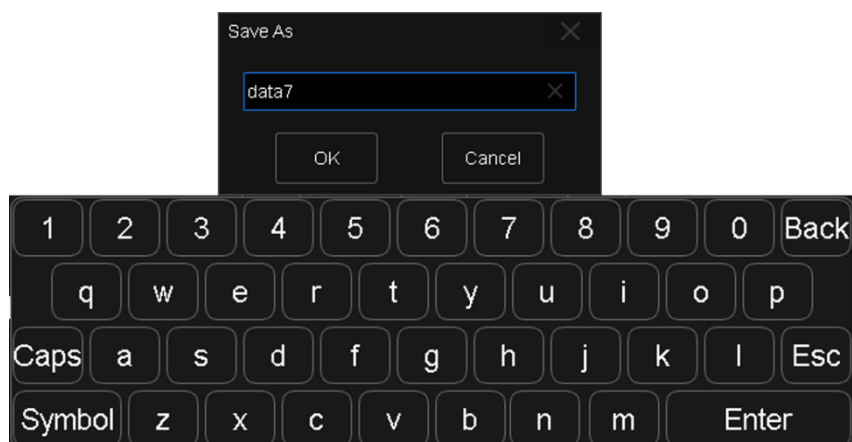 Save As
data7
OK Cancel
1 2 3 4 5 6 7 8 9 0 Back
q w e r t y u i o p
Caps a s d f g h j k l Esc
Symbol z x c v b n m Enter